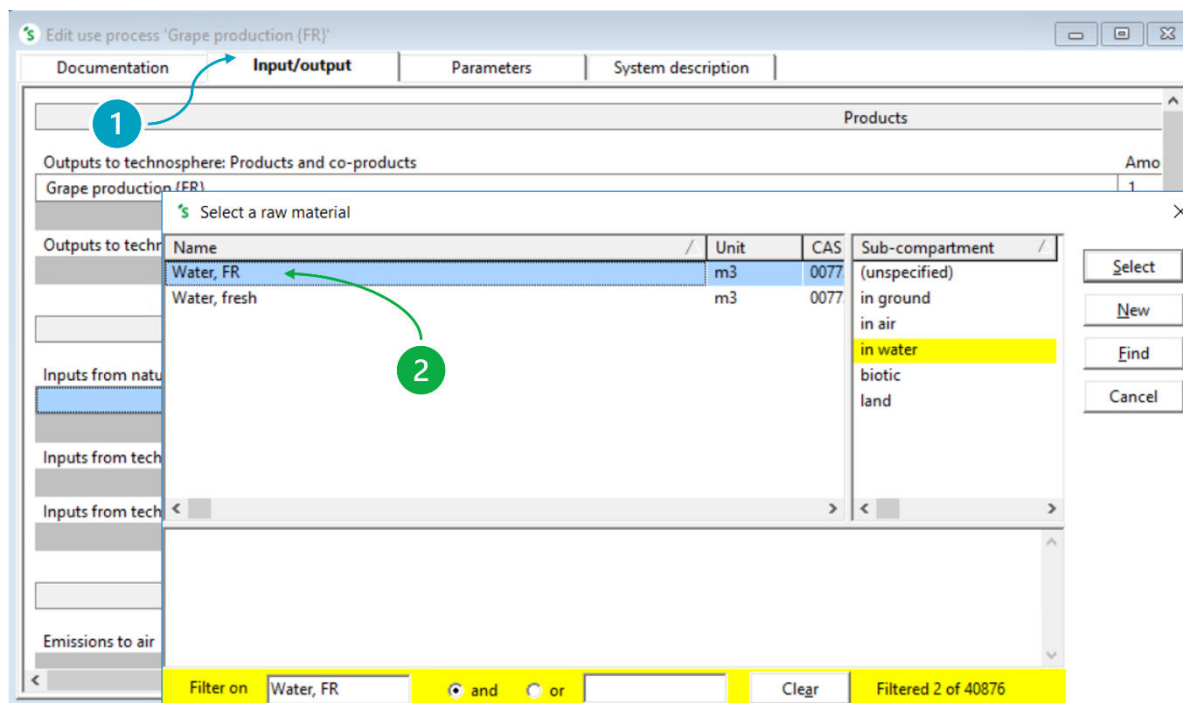 Edit use process 'Grape production {FR}'
Documentation Input/output Parameters System description
1
Products
Outputs to technosphere: Products and co-products Amo
Grape production {FR} 1
Select a raw material
Outputs to techr
Name Unit CAS Sub-compartment
Water, FR m3 0077 (unspecified)
Select
Water, fresh m3 0077 in ground
New
in air
in water
Find
2
Inputs from natu
biotic
land
Cancel
Inputs from tech
Inputs from tech
Emissions to air
Filter on Water, FR and or Clear Filtered 2 of 40876